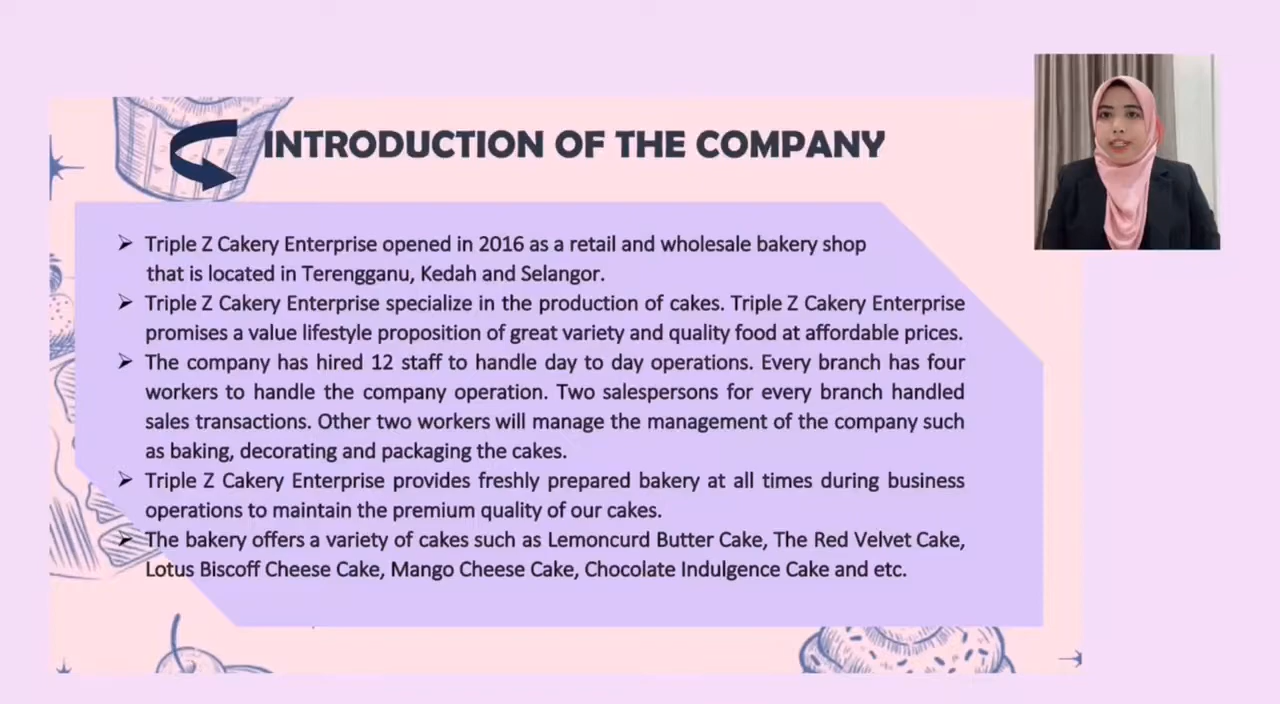 INTRODUCTION OF THE COMPANY
➢ Triple Z Cakery Enterprise opened in 2016 as a retail and wholesale bakery shop
that is located in Terengganu, Kedah and Selangor.
➢ Triple Z Cakery Enterprise specialize in the production of cakes. Triple Z Cakery Enterprise
promises a value lifestyle proposition of great variety and quality food at affordable prices.
➢ The company has hired 12 staff to handle day to day operations. Every branch has four
workers to handle the company operation. Two salespersons for every branch handled
sales transactions. Other two workers will manage the management of the company such
as baking, decorating and packaging the cakes.
➢ Triple Z Cakery Enterprise provides freshly prepared bakery at all times during business
operations to maintain the premium quality of our cakes.
➢ The bakery offers a variety of cakes such as Lemoncurd Butter Cake, The Red Velvet Cake,
Lotus Biscoff Cheese Cake, Mango Cheese Cake, Chocolate Indulgence Cake and etc.